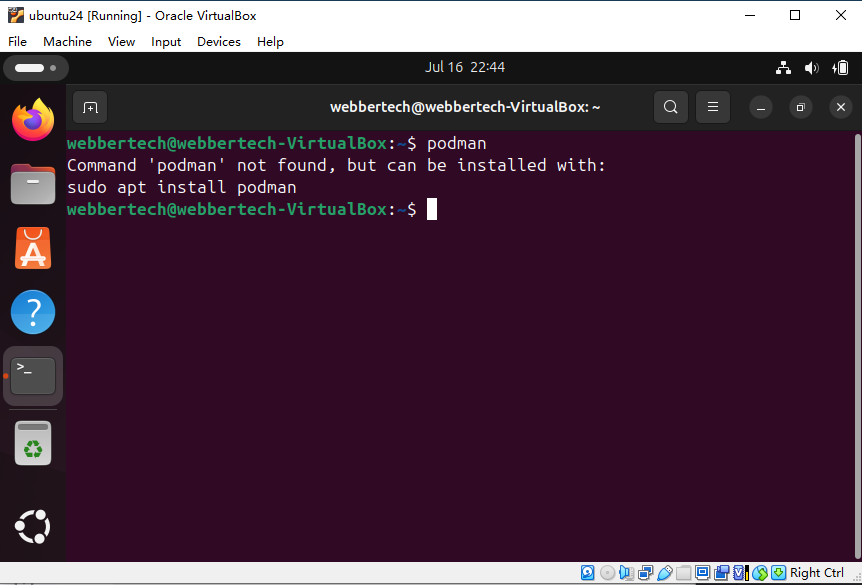 ubuntu24 [Running] - Oracle VirtualBox
File Machine View Input Devices Help
Jul 16 22:44
webbertech@webbertech-VirtualBox: ~
webbertech@webbertech-VirtualBox:~$ podman
Command 'podman' not found, but can be installed with:
sudo apt install podman
webbertech@webbertech-VirtualBox:~$
Right Ctrl